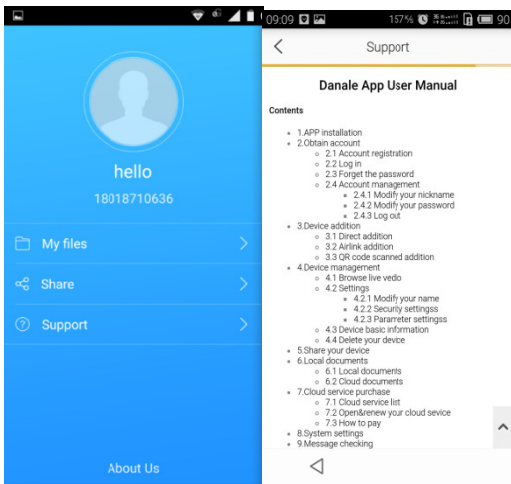 hello
18018710636
My files
Share
Support
About Us
09:09
157%
90
Support
Danale App User Manual
Contents
1.APP installation
2.Obtain account
2.1 Account registration
2.2 Log in
2.3 Forget the password
2.4 Account management
2.4.1 Modify your nickname
2.4.2 Modify your password
2.4.3 Log out
3.Device addition
3.1 Direct addition
3.2 Airlink addition
3.3 QR code scanned addition
4.Device management
4.1 Browse live vedo
4.2 Settings
4.2.1 Modify your name
4.2.2 Security settingss
4.2.3 Parameter settingss
4.3 Device basic information
4.4 Delete your device
5.Share your device
6.Local documents
6.1 Local documents
6.2 Cloud documents
7.Cloud service purchase
7.1 Cloud service list
7.2 Open&renew your cloud sevice
7.3 How to pay
8.System settings
9.Message checking